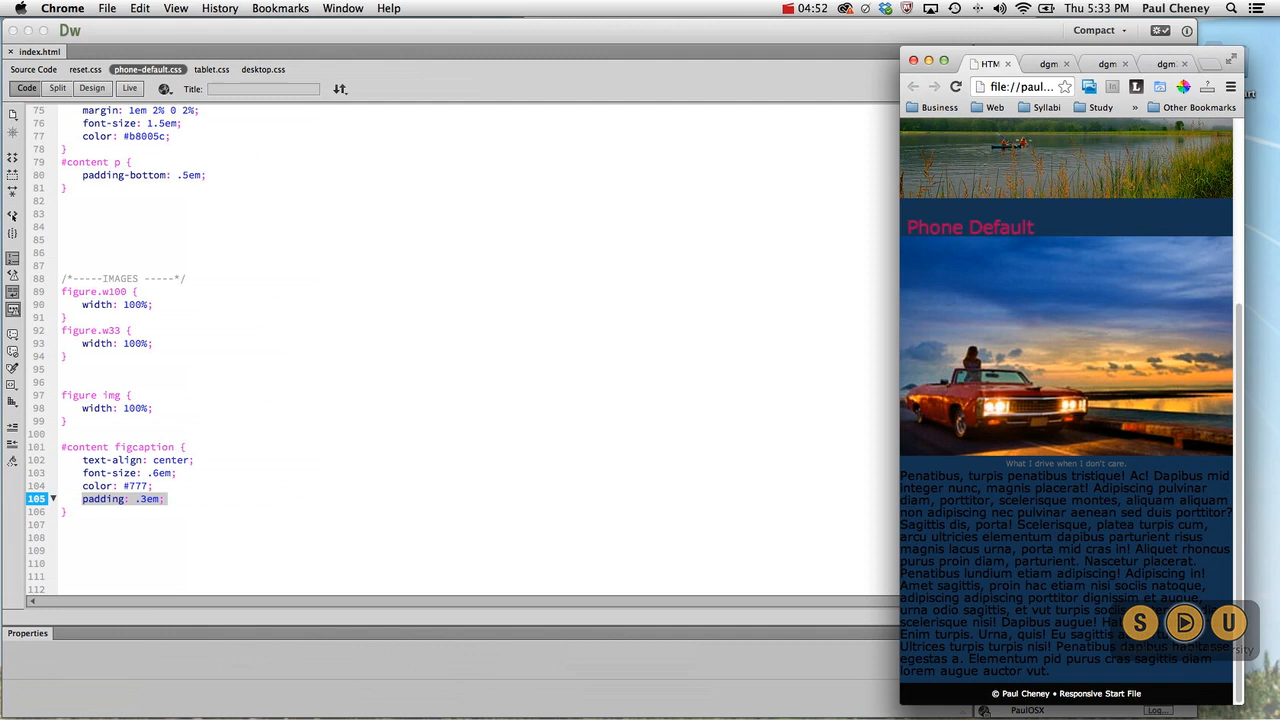 Chrome File Edit View History Bookmarks Window Help 04:52 Thu 5:33 PM Paul Cheney
Dw Compact
× index.html
Source Code reset.css phone-default.css tablet.css desktop.css
Code Split Design Live Title:
75 margin: 1em 2% 0 2%;
76 font-size: 1.5em;
77 color: #b8005c;
78 }
79 #content p {
80 padding-bottom: .5em;
81 }
82
83
84
85
86
87
88 /*-----IMAGES -----*/
89 figure.w100 {
90 width: 100%;
91 }
92 figure.w33 {
93 width: 100%;
94 }
95
96
97 figure img {
98 width: 100%;
99 }
100
101 #content figcaption {
102 text-align: center;
103 font-size: .6em;
104 color: #777;
105 padding: .3em;
106 }
107
108
109
110
111
112
Properties
HTM × dgm × dgm × dgm ×
file://paul...
Business Web Syllabi Study » Other Bookmarks
Phone Default
What I drive when I don't care.
Penatibus, turpis penatibus tristique! Ac! Dapibus mid
integer nunc, magnis placerat! Adipiscing pulvinar
diam, porttitor, scelerisque montes, aliquam aliquam
non adipiscing nec pulvinar aenean sed duis porttitor?
Sagittis dis, porta! Scelerisque, platea turpis cum,
arcu ultricies elementum dapibus parturient risus
magnis lacus urna, porta mid cras in! Aliquet rhoncus
purus proin diam, parturient. Nascetur placerat.
Penatibus lundium etiam adipiscing! Adipiscing in!
Amet sagittis, proin hac etiam nisi sociis natoque,
adipiscing adipiscing porttitor dignissim et augue,
urna odio sagittis, et vut turpis sociis
scelerisque nisi! Dapibus augue!
Enim turpis. Urna, quis! Eu sagittis
Ultrices turpis turpis nisi! Penatibus dapibus habitasse
egestas a. Elementum pid purus cras sagittis diam
lorem augue auctor vut.
S D U
© Paul Cheney • Responsive Start File
PaulOSX Log...